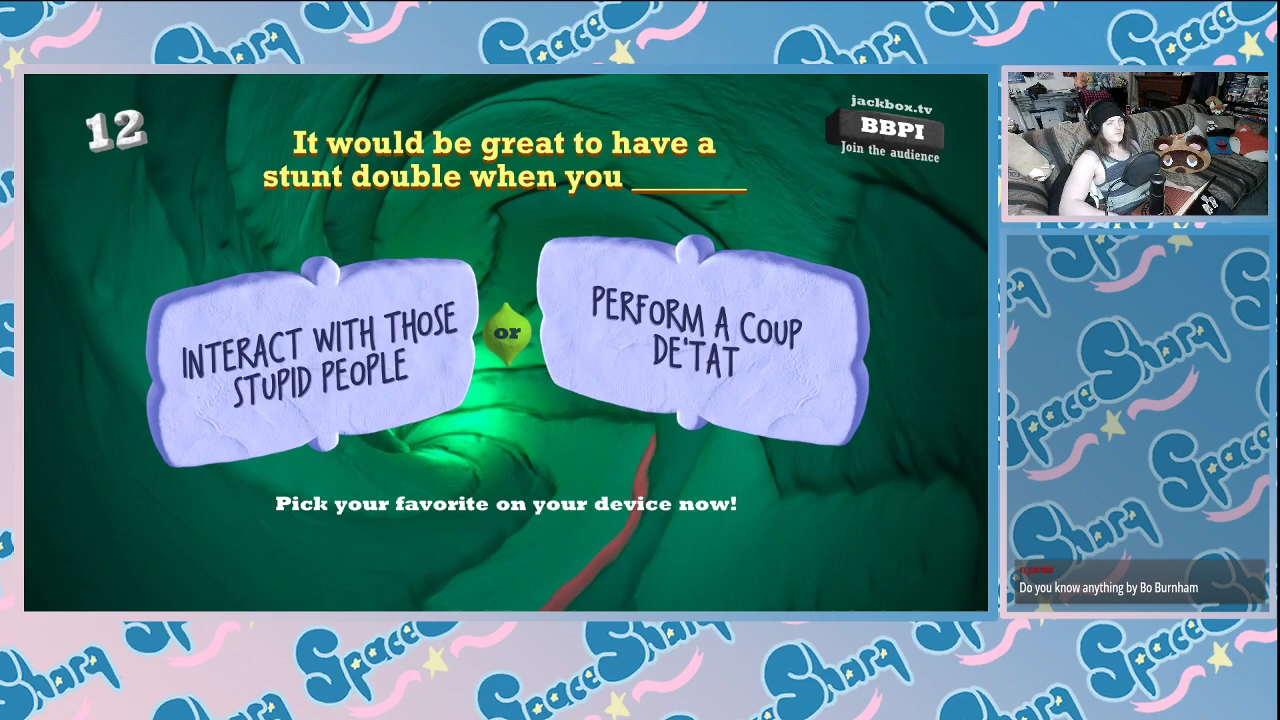 12
It would be great to have a
stunt double when you ________
jackbox.tv
BBPI
Join the audience
INTERACT WITH THOSE
STUPID PEOPLE
or
PERFORM A COUP
DE'TAT
Pick your favorite on your device now!
Do you know anything by Bo Burnham
Space Sharq